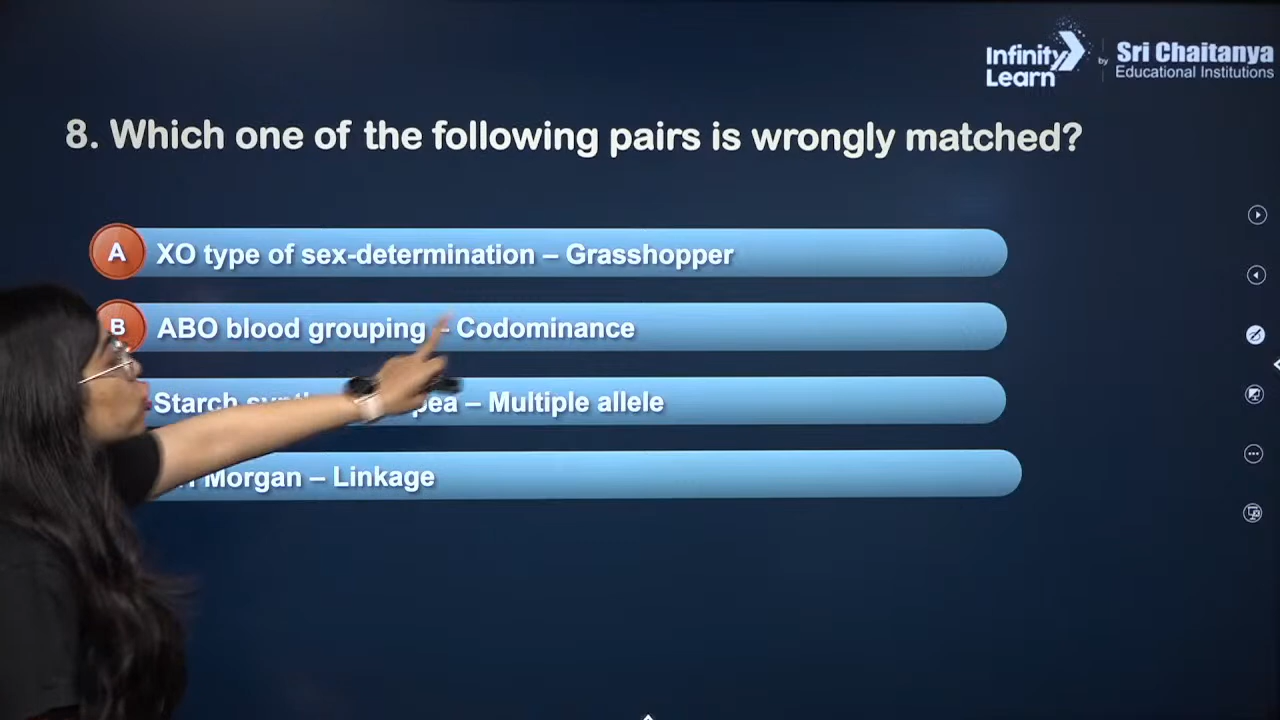 Infinity Learn by Sri Chaitanya Educational Institutions
8. Which one of the following pairs is wrongly matched?
A XO type of sex-determination – Grasshopper
B ABO blood grouping – Codominance
Starch pea – Multiple allele
Morgan – Linkage